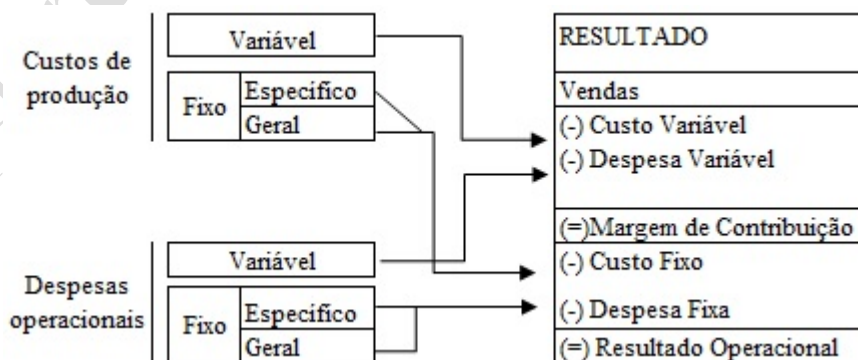 Custos de
produção
Variável
Fixo
Específico
Geral
Despesas
operacionais
Variável
Fixo
Específico
Geral
RESULTADO
Vendas
(-) Custo Variável
(-) Despesa Variável
(=)Margem de Contribuição
(-) Custo Fixo
(-) Despesa Fixa
(=) Resultado Operacional